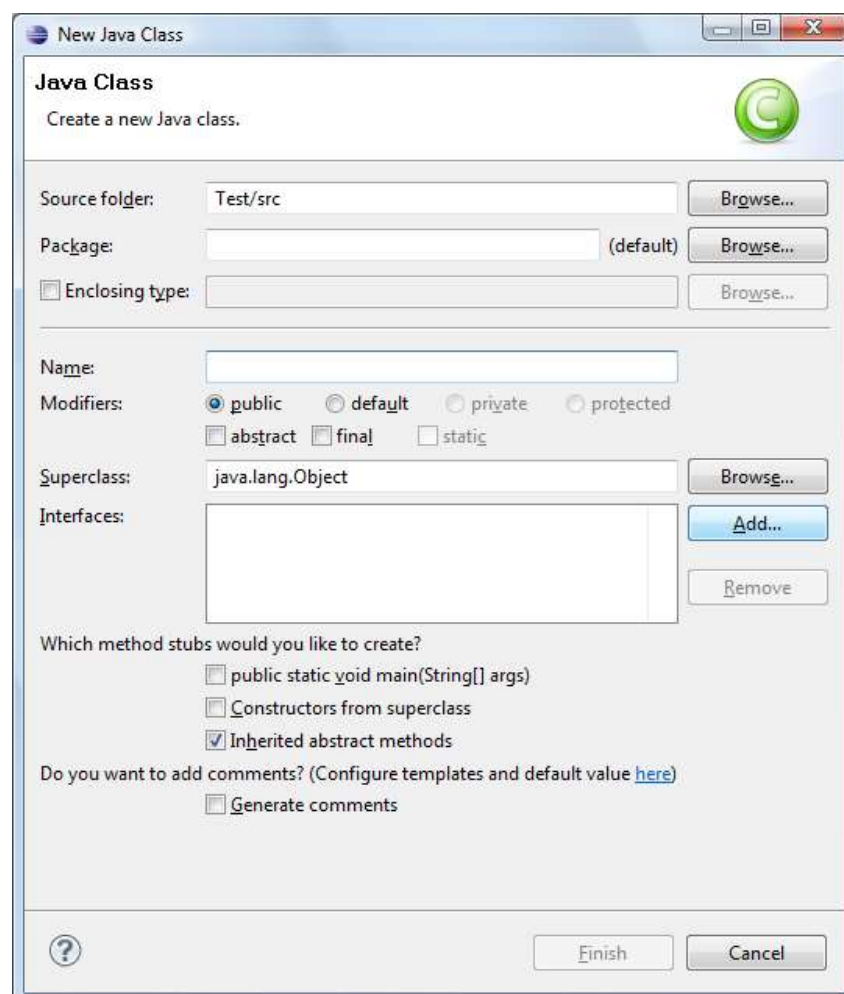 New Java Class
Java Class
Create a new Java class.
Source folder: Test/src Browse...
Package: (default) Browse...
Enclosing type: Browse...
Name:
Modifiers: public default private protected
abstract final static
Superclass: java.lang.Object Browse...
Interfaces: Add...
Remove
Which method stubs would you like to create?
public static void main(String[] args)
Constructors from superclass
Inherited abstract methods
Do you want to add comments? (Configure templates and default value here)
Generate comments
? Finish Cancel